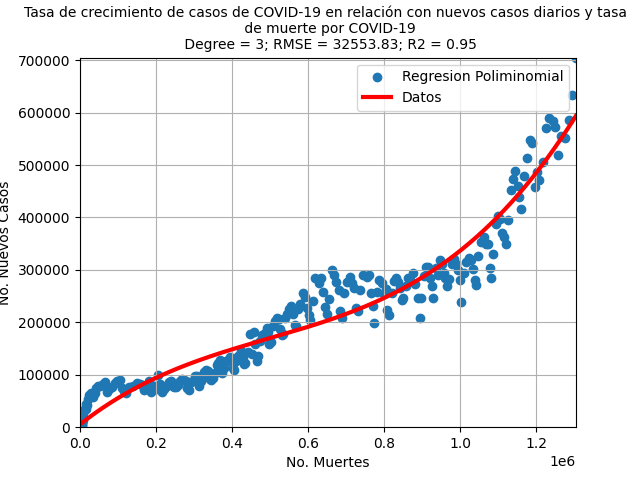 Tasa de crecimiento de casos de COVID-19 en relación con nuevos casos diarios y tasa
de muerte por COVID-19
Degree = 3; RMSE = 32553.83; R2 = 0.95
Regresion Poliminomial
Datos
700000
600000
500000
400000
300000
200000
100000
0
No. Nuevos Casos
0.0 0.2 0.4 0.6 0.8 1.0 1.2
1e6
No. Muertes